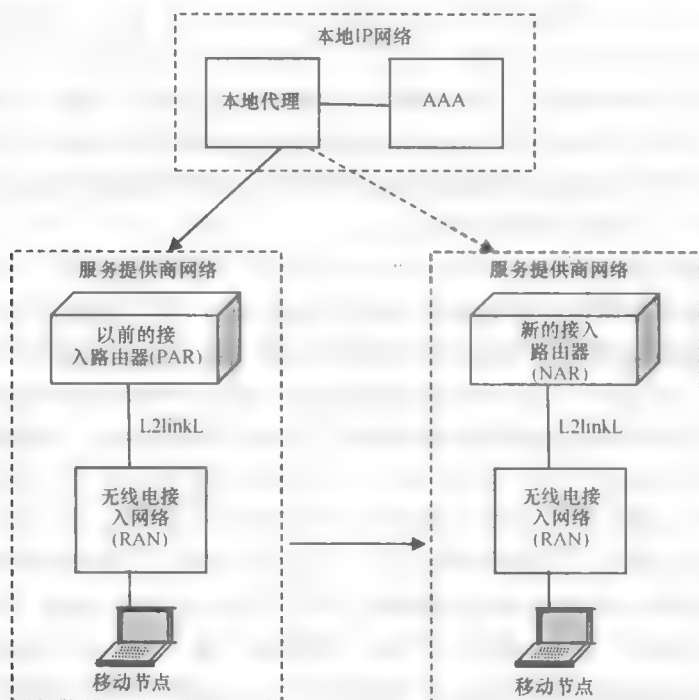 本地IP网络
本地代理
AAA
服务提供商网络
以前的接
入路由器(PAR)
L2linkL
无线电接
入网络
(RAN)
移动节点
服务提供商网络
新的接入
路由器
(NAR)
L2linkL
无线电接
入网络
(RAN)
移动节点